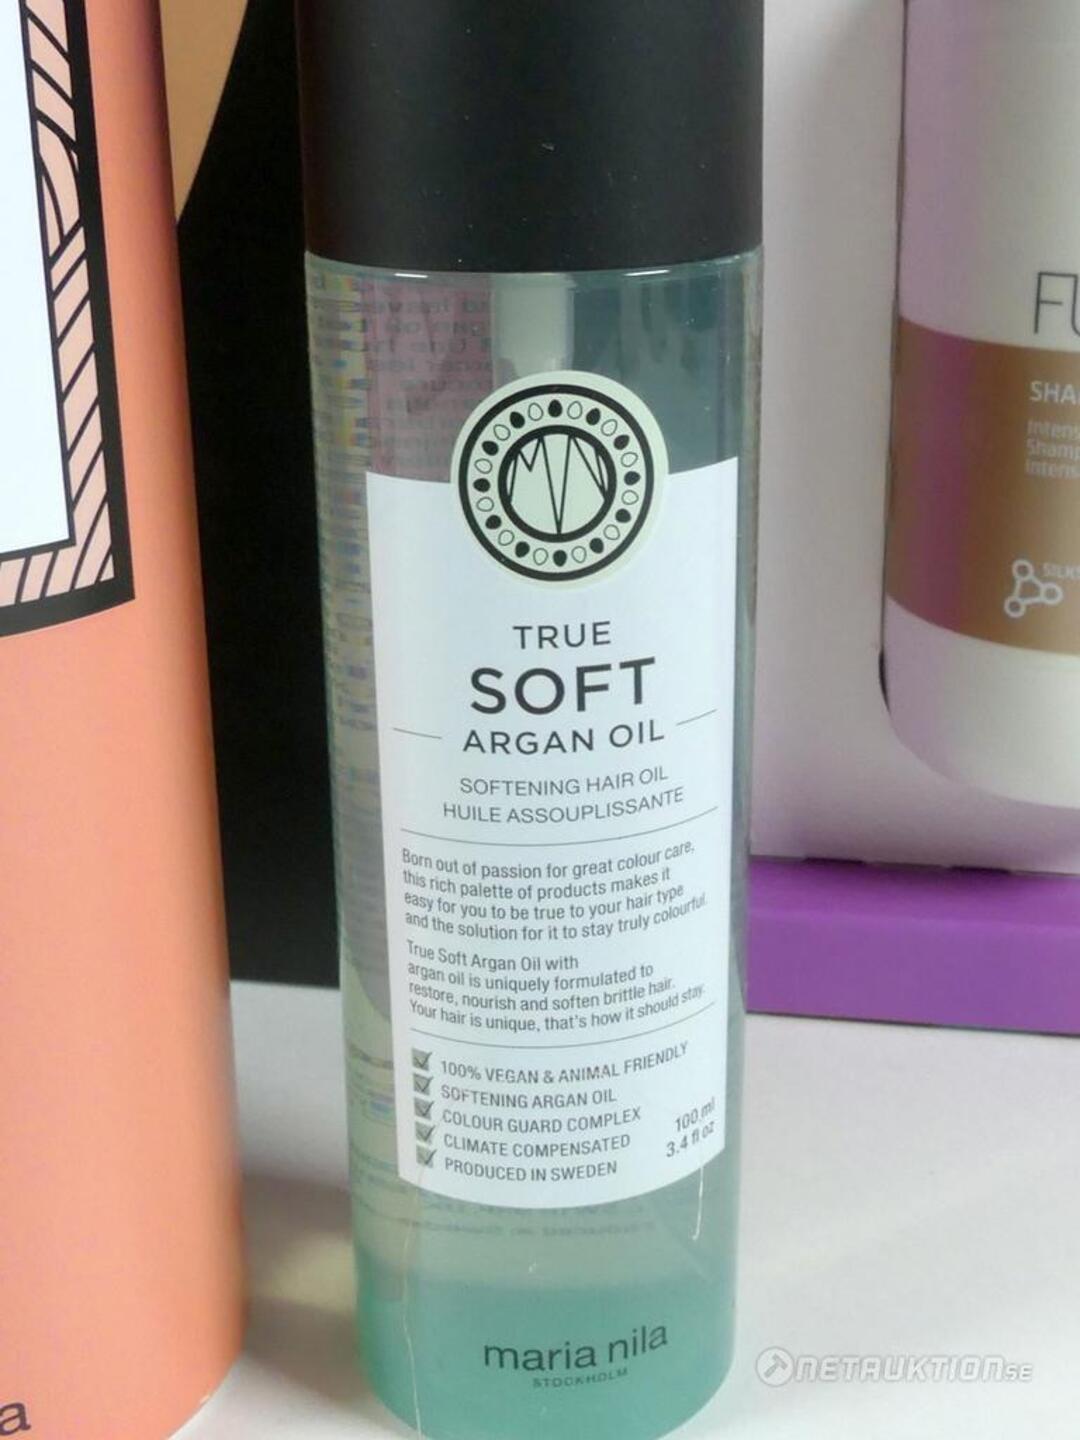 TRUE
SOFT
ARGAN OIL
SOFTENING HAIR OIL
HUILE ASSOUPLISSANTE
Born out of passion for great colour care,
this rich palette of products makes it
easy for you to be true to your hair type
and the solution for it to stay truly colourful.
True Soft Argan Oil with
argan oil is uniquely formulated to
restore, nourish and soften brittle hair.
Your hair is unique, that's how it should stay.
100% VEGAN & ANIMAL FRIENDLY
SOFTENING ARGAN OIL
COLOUR GUARD COMPLEX
CLIMATE COMPENSATED
PRODUCED IN SWEDEN
100 ml
3.4 fl oz
maria nila
STOCKHOLM
a
FU
SHA
Intens
Shamp
Intens
SILKS
NETAUKTION.SE